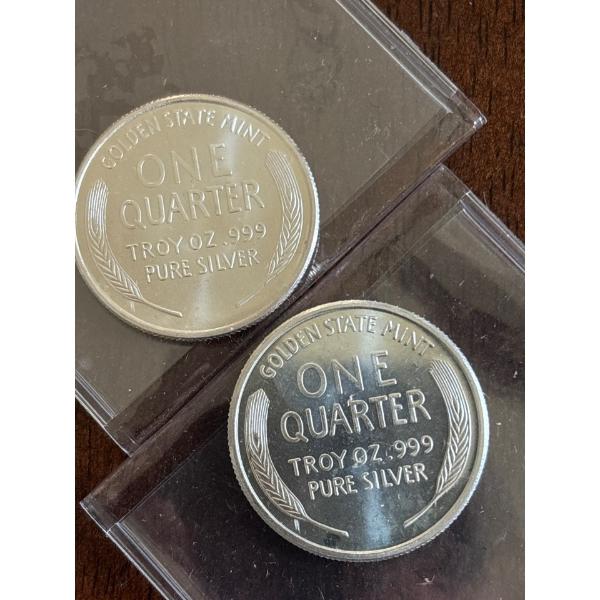 GOLDEN STATE MINT
ONE
QUARTER
TROY OZ .999
PURE SILVER
GOLDEN STATE MINT
ONE
QUARTER
TROY OZ .999
PURE SILVER